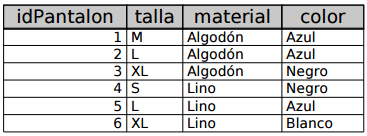 idPantalon talla material color
1 M Algodón Azul
2 L Algodón Azul
3 XL Algodón Negro
4 S Lino Negro
5 L Lino Azul
6 XL Lino Blanco